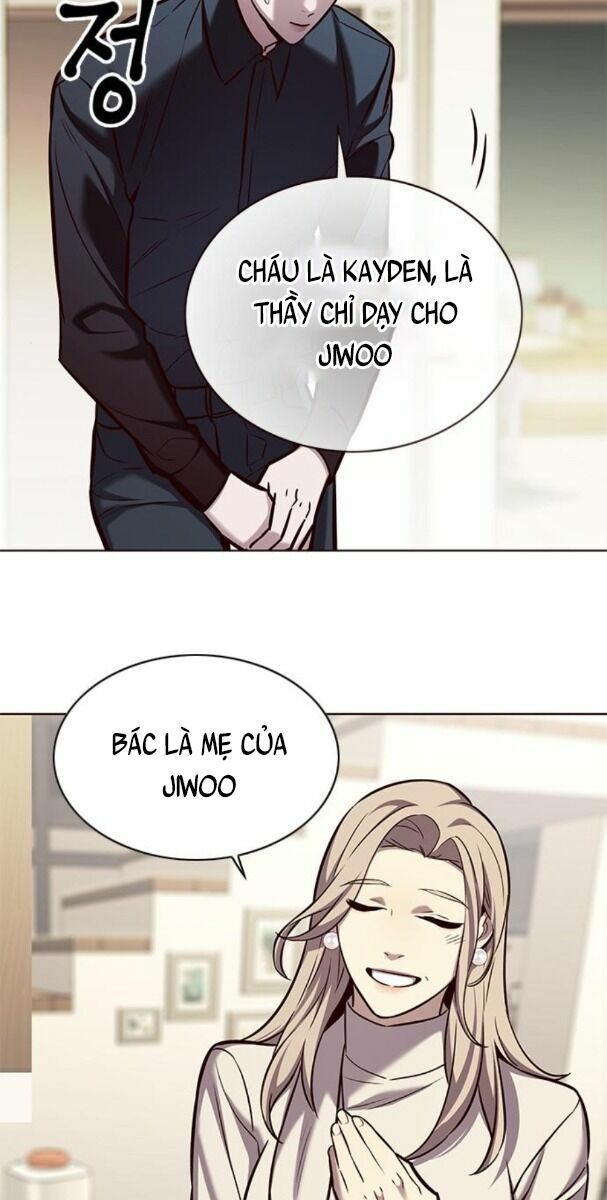 정
CHÁU LÀ KAYDEN, LÀ
THẦY CHỈ DẠY CHO
JIWOO
BÁC LÀ MẸ CỦA
JIWOO